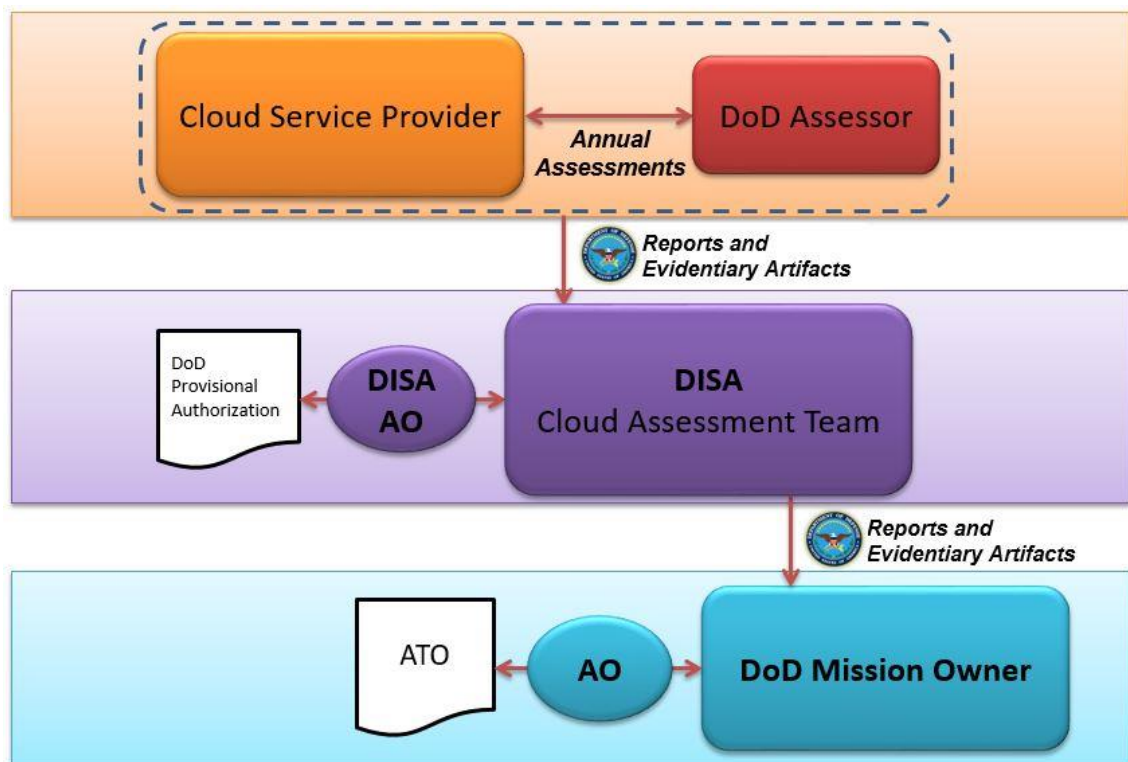 Cloud Service Provider
DoD Assessor
Annual
Assessments
Reports and
Evidentiary Artifacts
DoD
Provisional
Authorization
DISA
AO
DISA
Cloud Assessment Team
Reports and
Evidentiary Artifacts
ATO
AO
DoD Mission Owner